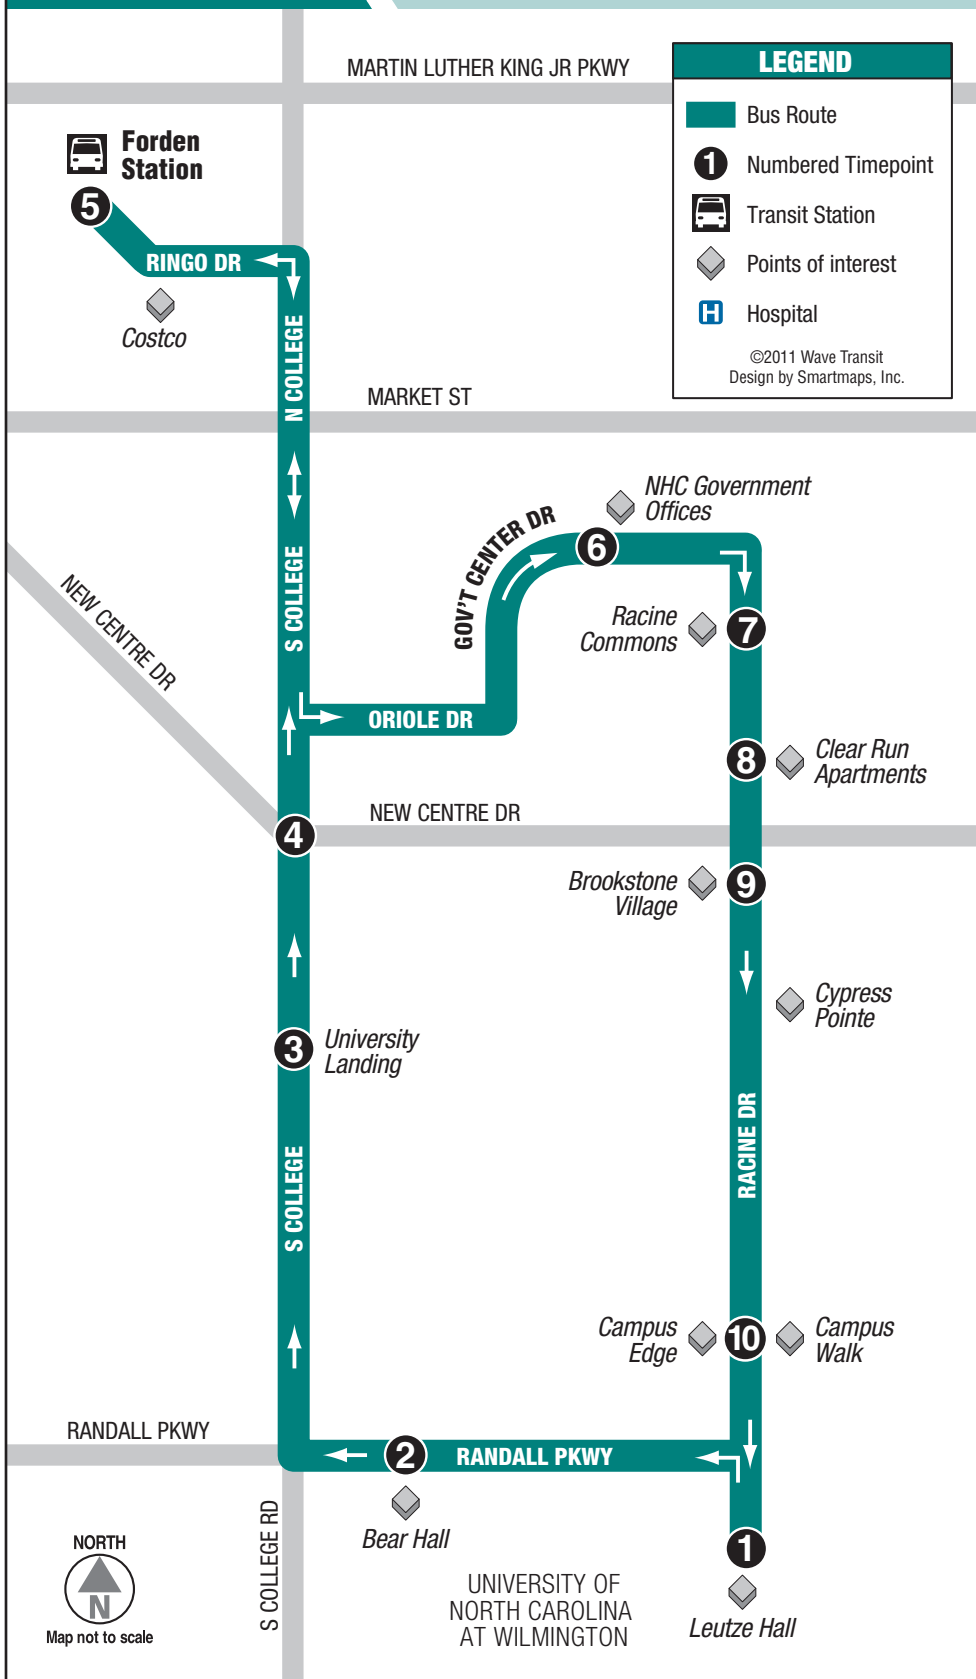 MARTIN LUTHER KING JR PKWY
LEGEND
Bus Route
1 Numbered Timepoint
Transit Station
Points of interest
H Hospital
©2011 Wave Transit
Design by Smartmaps, Inc.
Forden
Station
5
RINGO DR
Costco
N COLLEGE
MARKET ST
NHC Government
Offices
GOV'T CENTER DR
6
S COLLEGE
NEW CENTRE DR
Racine
Commons
7
ORIOLE DR
8
Clear Run
Apartments
NEW CENTRE DR
4
Brookstone
Village
9
Cypress
Pointe
3
University
Landing
RACINE DR
S COLLEGE
Campus
Edge
10
Campus
Walk
RANDALL PKWY
2
RANDALL PKWY
Bear Hall
S COLLEGE RD
1
Leutze Hall
NORTH
N
Map not to scale
UNIVERSITY OF
NORTH CAROLINA
AT WILMINGTON